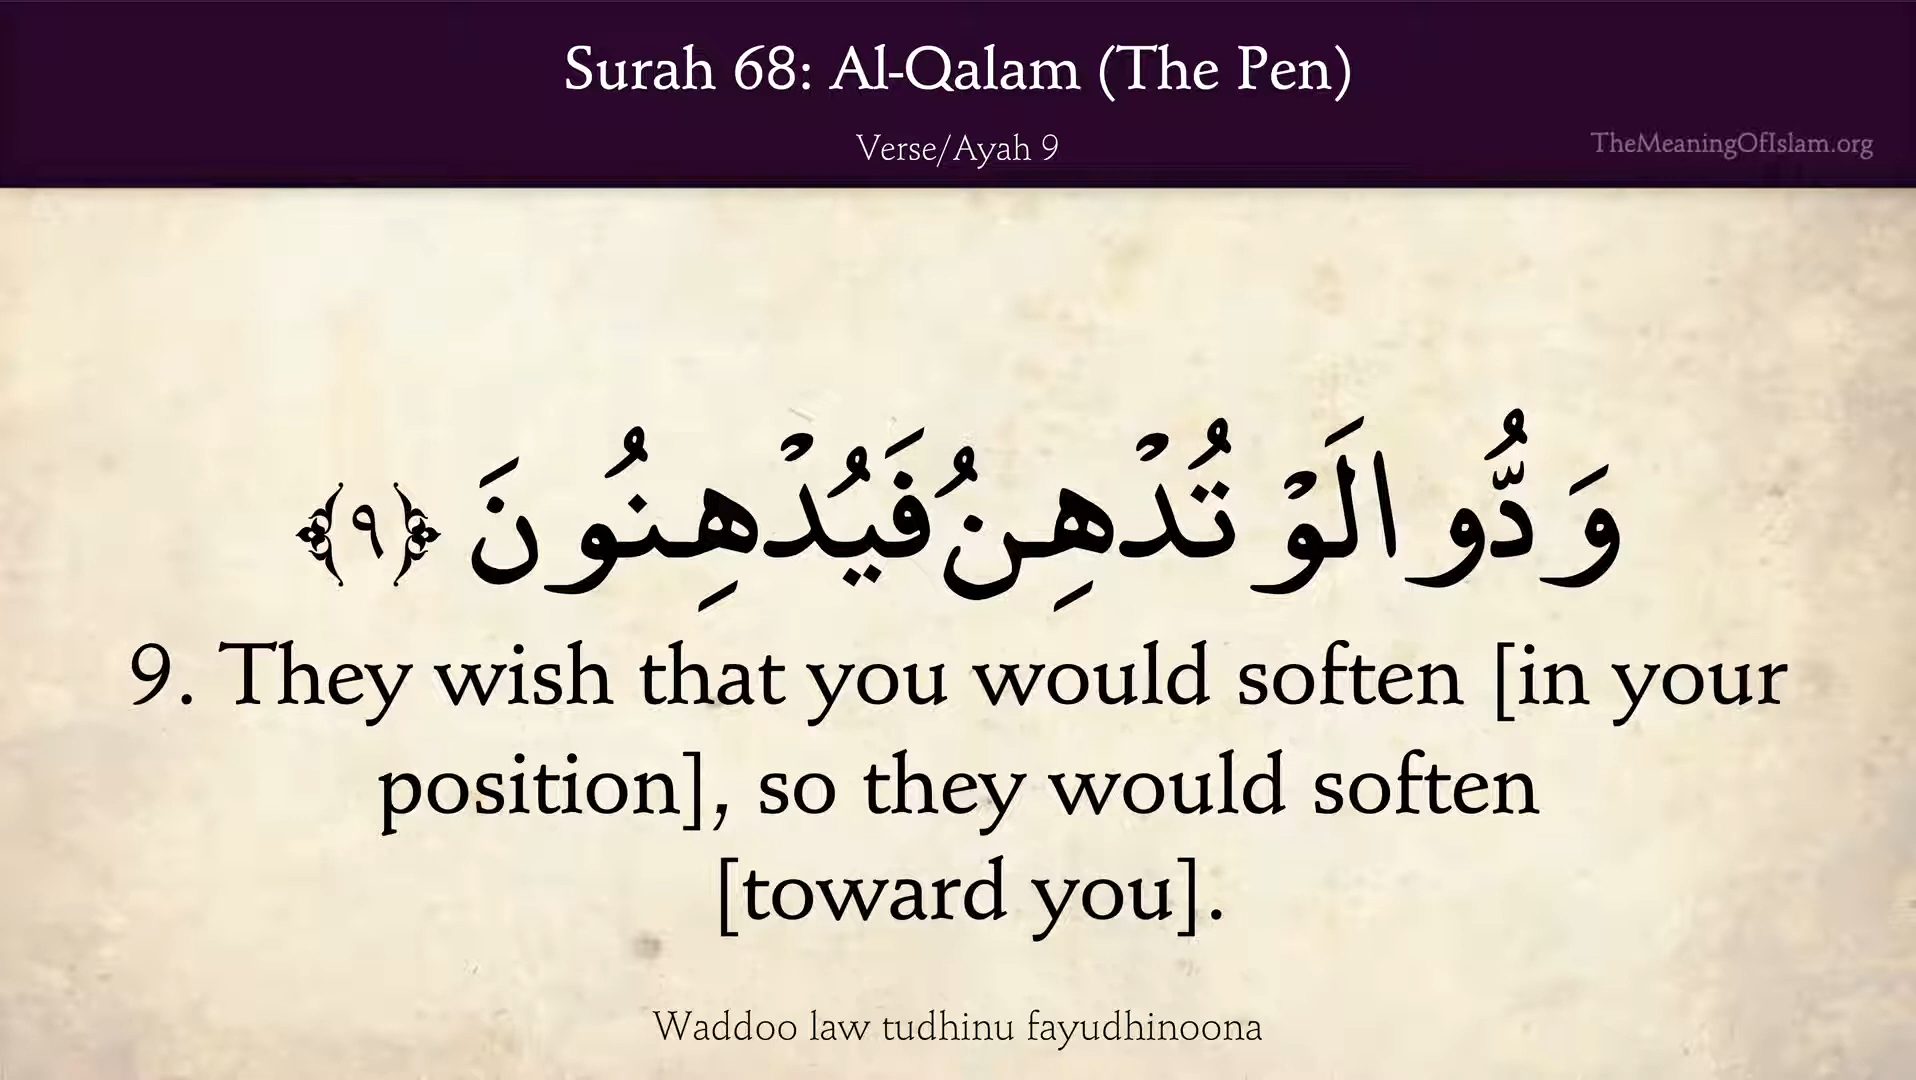 Surah 68: Al-Qalam (The Pen)
Verse/Ayah 9
TheMeaningOfIslam.org
وَدُّوا لَوْ تُدْهِنُ فَيُدْهِنُونَ ﴿٩﴾
9. They wish that you would soften [in your
position], so they would soften
[toward you].
Waddoo law tudhinu fayudhinoona